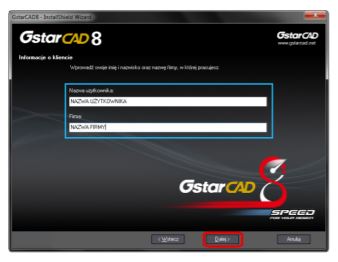 GstarCAD8 - InstallShield Wizard
GstarCAD 8
GstarCAD
www.gstarcad.net
Informacje o kliencie
Wprowadź swoje imię i nazwisko oraz nazwę firmy, w której pracujesz.
Nazwa użytkownika:
NAZWA UŻYTKOWNIKA
Firma:
NAZWA FIRMY
GstarCAD 8
SPEED
FOR YOUR DESIGN
< Wstecz
Dalej >
Anuluj